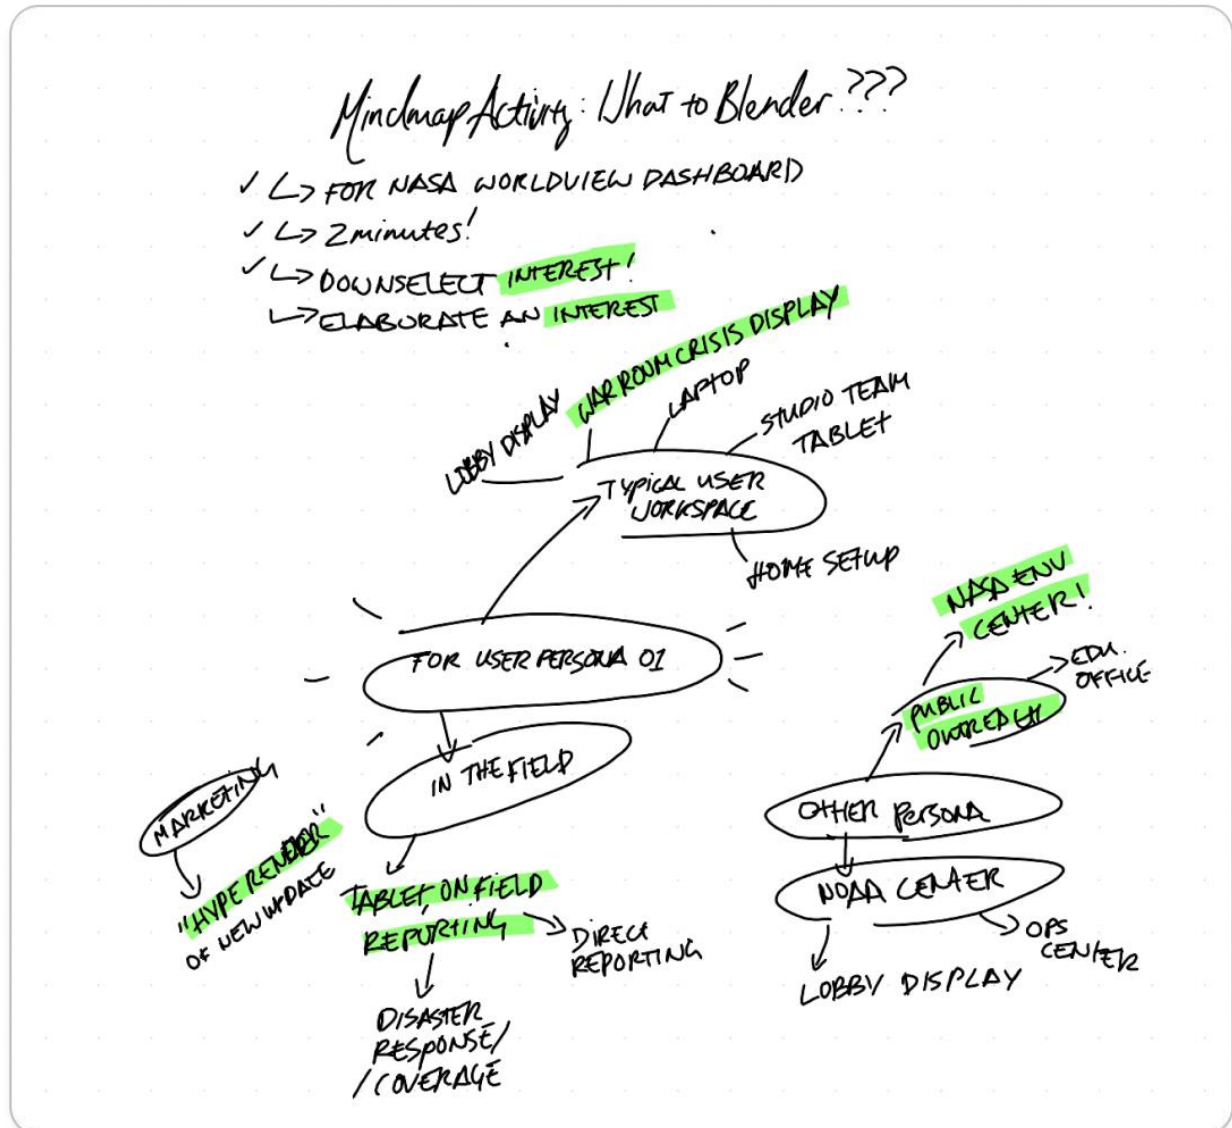 Mindmap Activity: What to Blender???
✓ ↳ FOR NASA WORLDVIEW DASHBOARD
✓ ↳ 2 minutes!
✓ ↳ DOWNSELECT INTEREST!
↳ ELABORATE AN INTEREST
LOBBY DISPLAY
WAR ROOM CRISIS DISPLAY
LAPTOP
STUDIO TEAM
TABLET
TYPICAL USER
WORKSPACE
HOME SETUP
FOR USER PERSONA 01
IN THE FIELD
TABLET, ON FIELD
REPORTING
DIRECT
REPORTING
DISASTER
RESPONSE/
/COVERAGE
MARKETING
"HYPE RENDER"
OF NEW UPDATE
NASA ENV
CENTER!
EDU.
OFFICE
PUBLIC
OUTREACH
OTHER PERSONA
NOAA CENTER
OPS
CENTER
LOBBY DISPLAY